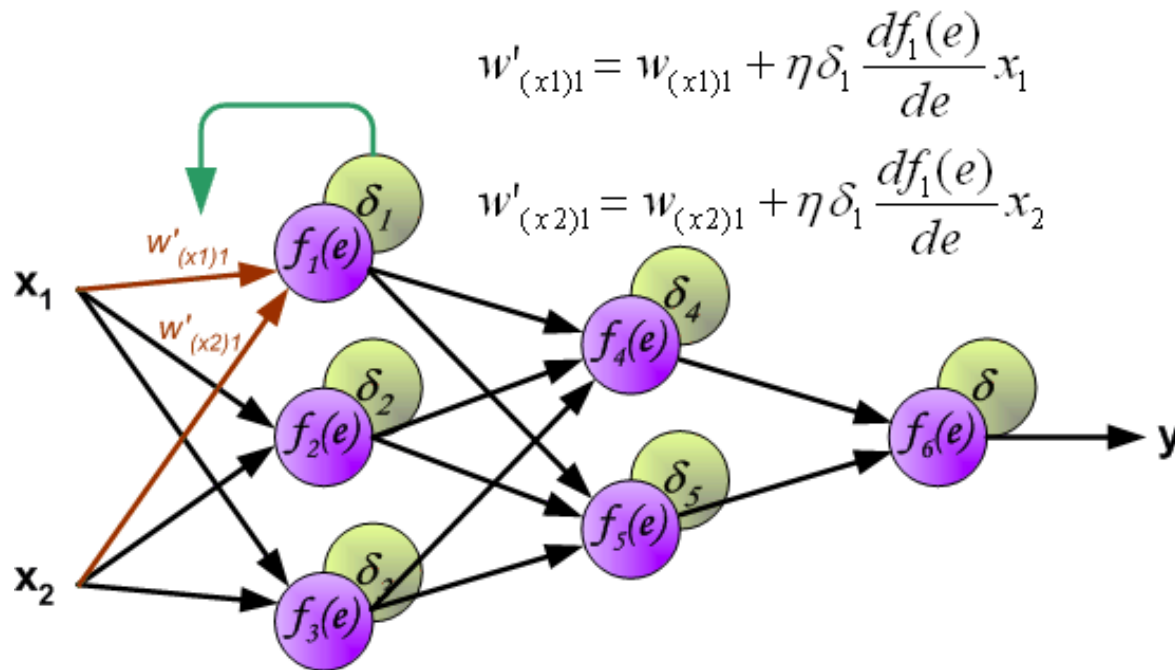 w'₍ₓ₁₎₁ = w₍ₓ₁₎₁ + η δ₁ df₁(e)/de x₁
w'₍ₓ₂₎₁ = w₍ₓ₂₎₁ + η δ₁ df₁(e)/de x₂
δ₁
f₁(e)
w'₍ₓ₁₎₁
x₁
w'₍ₓ₂₎₁
δ₄
f₄(e)
δ₂
f₂(e)
δ
f₆(e)
y
δ₅
f₅(e)
x₂
δ₃
f₃(e)